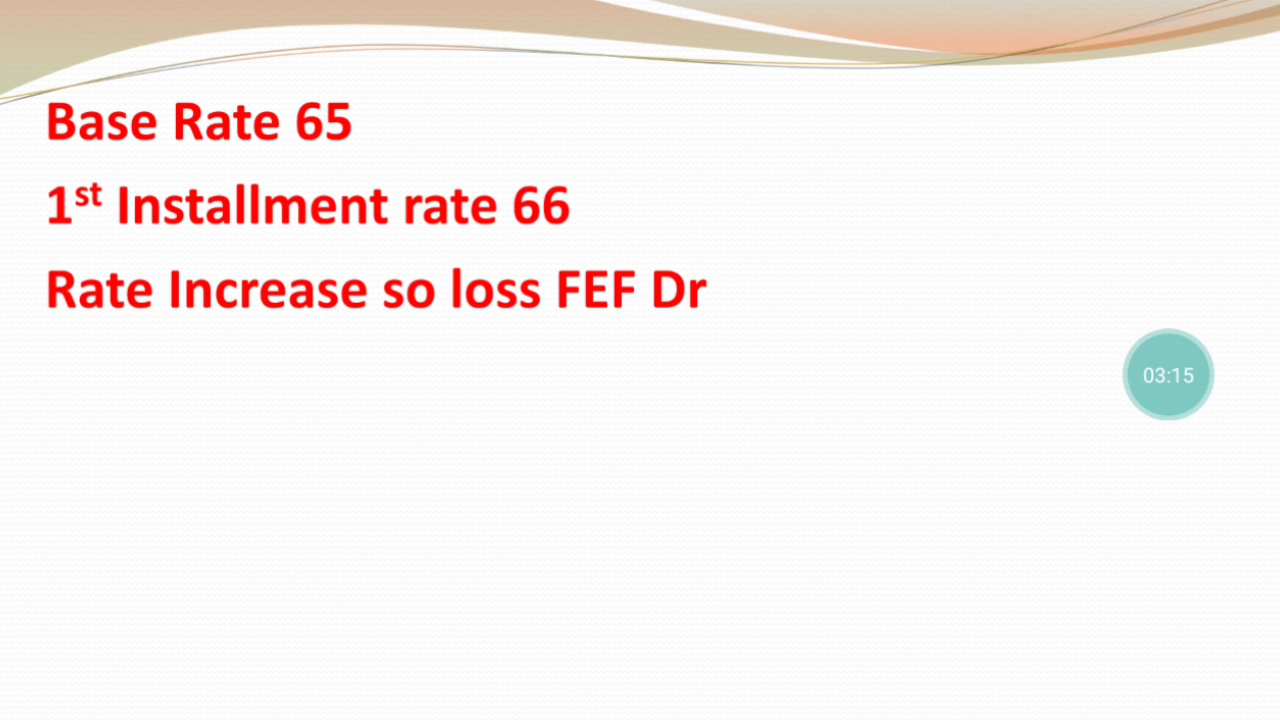 Base Rate 65
1st Installment rate 66
Rate Increase so loss FEF Dr
03:15